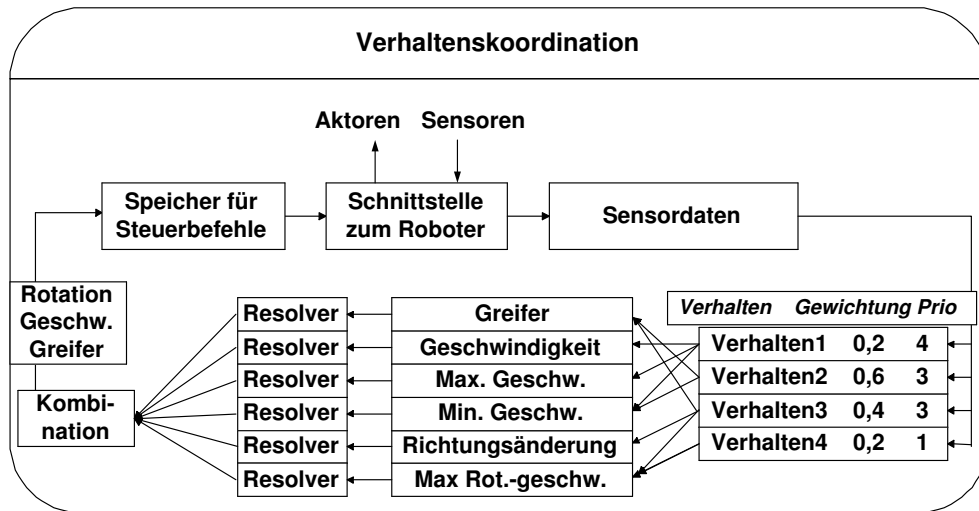 Verhaltenskoordination
Aktoren Sensoren
Speicher für
Steuerbefehle
Schnittstelle
zum Roboter
Sensordaten
Rotation
Geschw.
Greifer
Kombi-
nation
Resolver
Resolver
Resolver
Resolver
Resolver
Resolver
Greifer
Geschwindigkeit
Max. Geschw.
Min. Geschw.
Richtungsänderung
Max Rot.-geschw.
Verhalten Gewichtung Prio
Verhalten1 0,2 4
Verhalten2 0,6 3
Verhalten3 0,4 3
Verhalten4 0,2 1